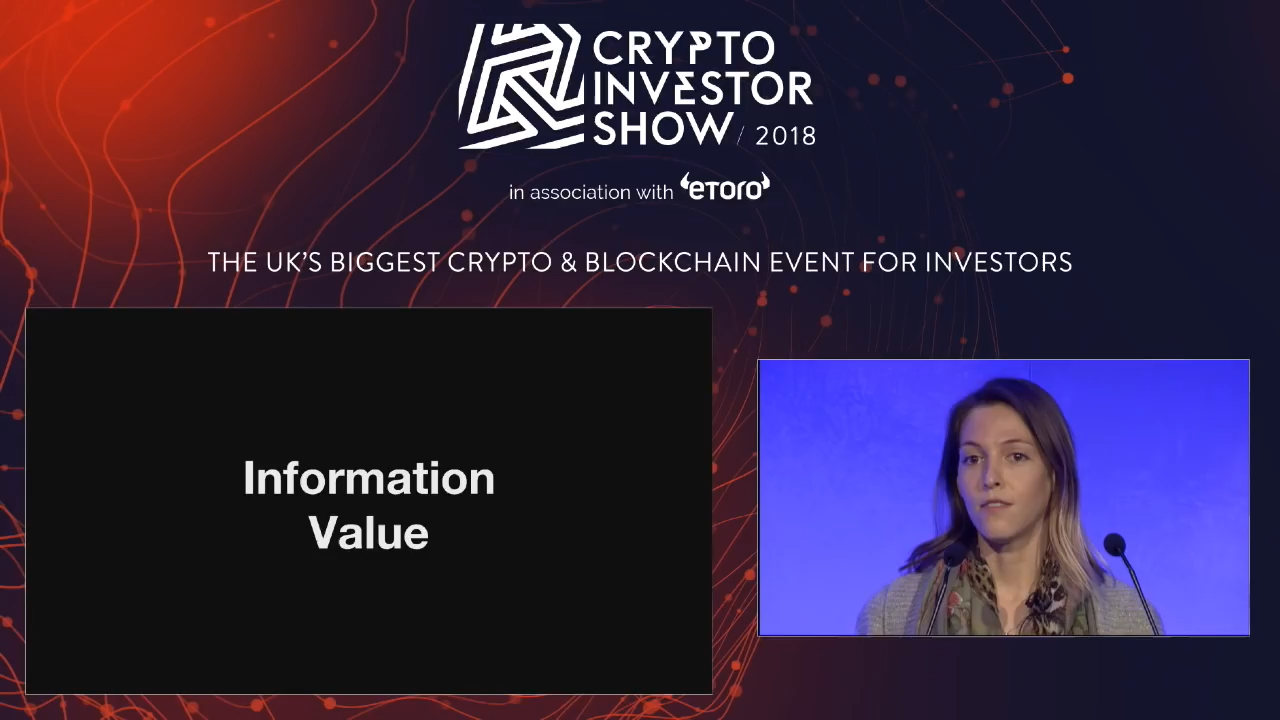 CRYPTO
INVESTOR
SHOW / 2018
in association with eToro
THE UK'S BIGGEST CRYPTO & BLOCKCHAIN EVENT FOR INVESTORS
Information
Value